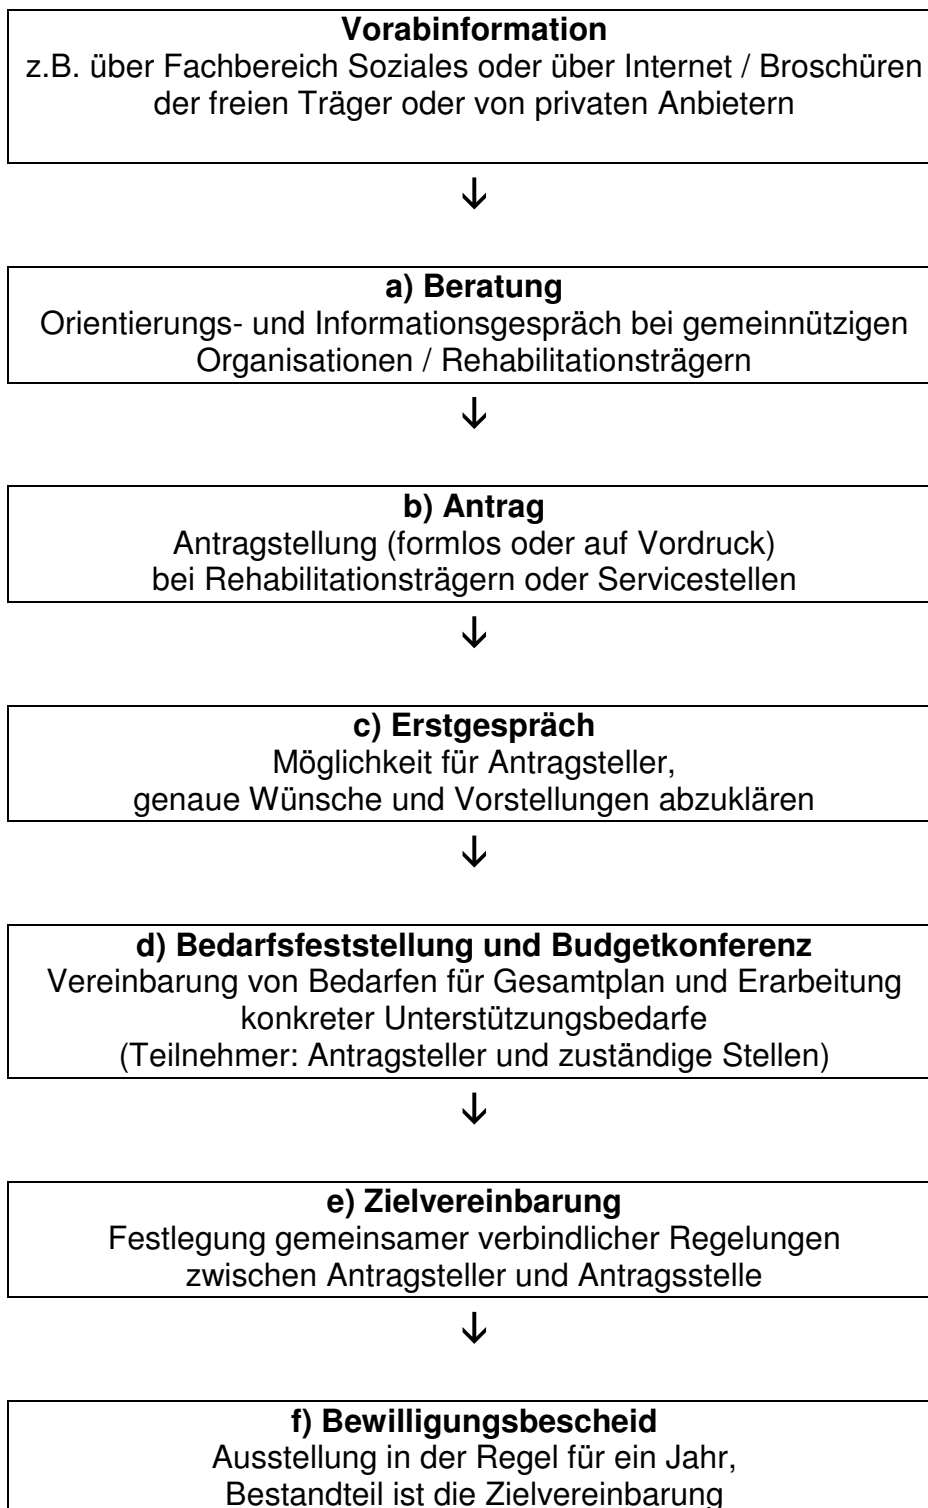 Vorabinformation
z.B. über Fachbereich Soziales oder über Internet / Broschüren
der freien Träger oder von privaten Anbietern
↓
a) Beratung
Orientierungs- und Informationsgespräch bei gemeinnützigen
Organisationen / Rehabilitationsträgern
↓
b) Antrag
Antragstellung (formlos oder auf Vordruck)
bei Rehabilitationsträgern oder Servicestellen
↓
c) Erstgespräch
Möglichkeit für Antragsteller,
genaue Wünsche und Vorstellungen abzuklären
↓
d) Bedarfsfeststellung und Budgetkonferenz
Vereinbarung von Bedarfen für Gesamtplan und Erarbeitung
konkreter Unterstützungsbedarfe
(Teilnehmer: Antragsteller und zuständige Stellen)
↓
e) Zielvereinbarung
Festlegung gemeinsamer verbindlicher Regelungen
zwischen Antragsteller und Antragsstelle
↓
f) Bewilligungsbescheid
Ausstellung in der Regel für ein Jahr,
Bestandteil ist die Zielvereinbarung